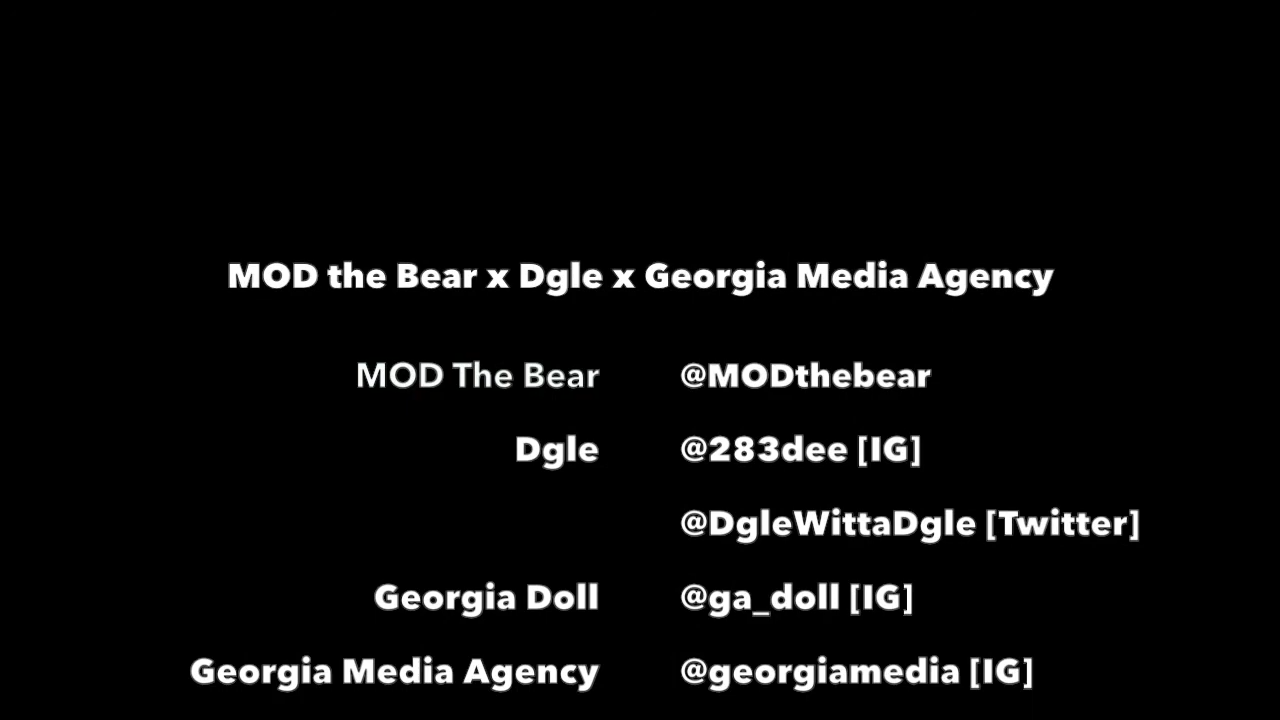 MOD the Bear x Dgle x Georgia Media Agency
MOD The Bear @MODthebear
Dgle @283dee [IG]
@DgleWittaDgle [Twitter]
Georgia Doll @ga_doll [IG]
Georgia Media Agency @georgiamedia [IG]